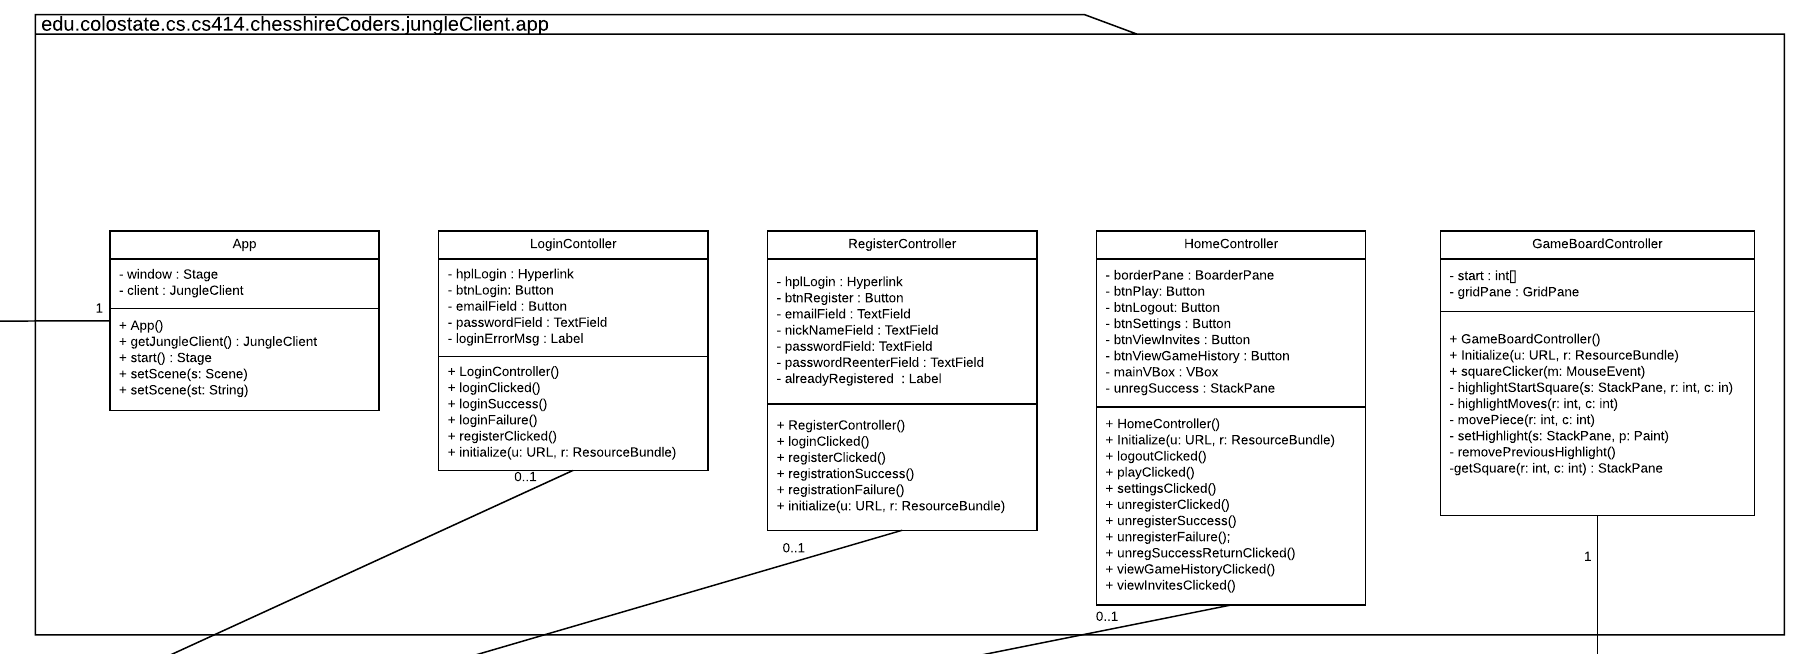 edu.colostate.cs.cs414.chesshireCoders.jungleClient.app
App
- window : Stage
- client : JungleClient
+ App()
+ getJungleClient() : JungleClient
+ start() : Stage
+ setScene(s: Scene)
+ setScene(st: String)
1
LoginContoller
- hplLogin : Hyperlink
- btnLogin: Button
- emailField : Button
- passwordField : TextField
- loginErrorMsg : Label
+ LoginController()
+ loginClicked()
+ loginSuccess()
+ loginFailure()
+ registerClicked()
+ initialize(u: URL, r: ResourceBundle)
0..1
RegisterController
- hplLogin : Hyperlink
- btnRegister : Button
- emailField : TextField
- nickNameField : TextField
- passwordField: TextField
- passwordReenterField : TextField
- alreadyRegistered  : Label
+ RegisterController()
+ loginClicked()
+ registerClicked()
+ registrationSuccess()
+ registrationFailure()
+ initialize(u: URL, r: ResourceBundle)
0..1
HomeController
- borderPane : BoarderPane
- btnPlay: Button
- btnLogout: Button
- btnSettings : Button
- btnViewInvites : Button
- btnViewGameHistory : Button
- mainVBox : VBox
- unregSuccess : StackPane
+ HomeController()
+ Initialize(u: URL, r: ResourceBundle)
+ logoutClicked()
+ playClicked()
+ settingsClicked()
+ unregisterClicked()
+ unregisterSuccess()
+ unregisterFailure();
+ unregSuccessReturnClicked()
+ viewGameHistoryClicked()
+ viewInvitesClicked()
0..1
GameBoardController
- start : int[]
- gridPane : GridPane
+ GameBoardController()
+ Initialize(u: URL, r: ResourceBundle)
+ squareClicker(m: MouseEvent)
- highlightStartSquare(s: StackPane, r: int, c: in)
- highlightMoves(r: int, c: int)
- movePiece(r: int, c: int)
- setHighlight(s: StackPane, p: Paint)
- removePreviousHighlight()
-getSquare(r: int, c: int) : StackPane
1